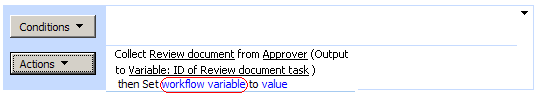 Conditions
Actions
Collect Review document from Approver (Output
to Variable: ID of Review document task )
then Set workflow variable to value